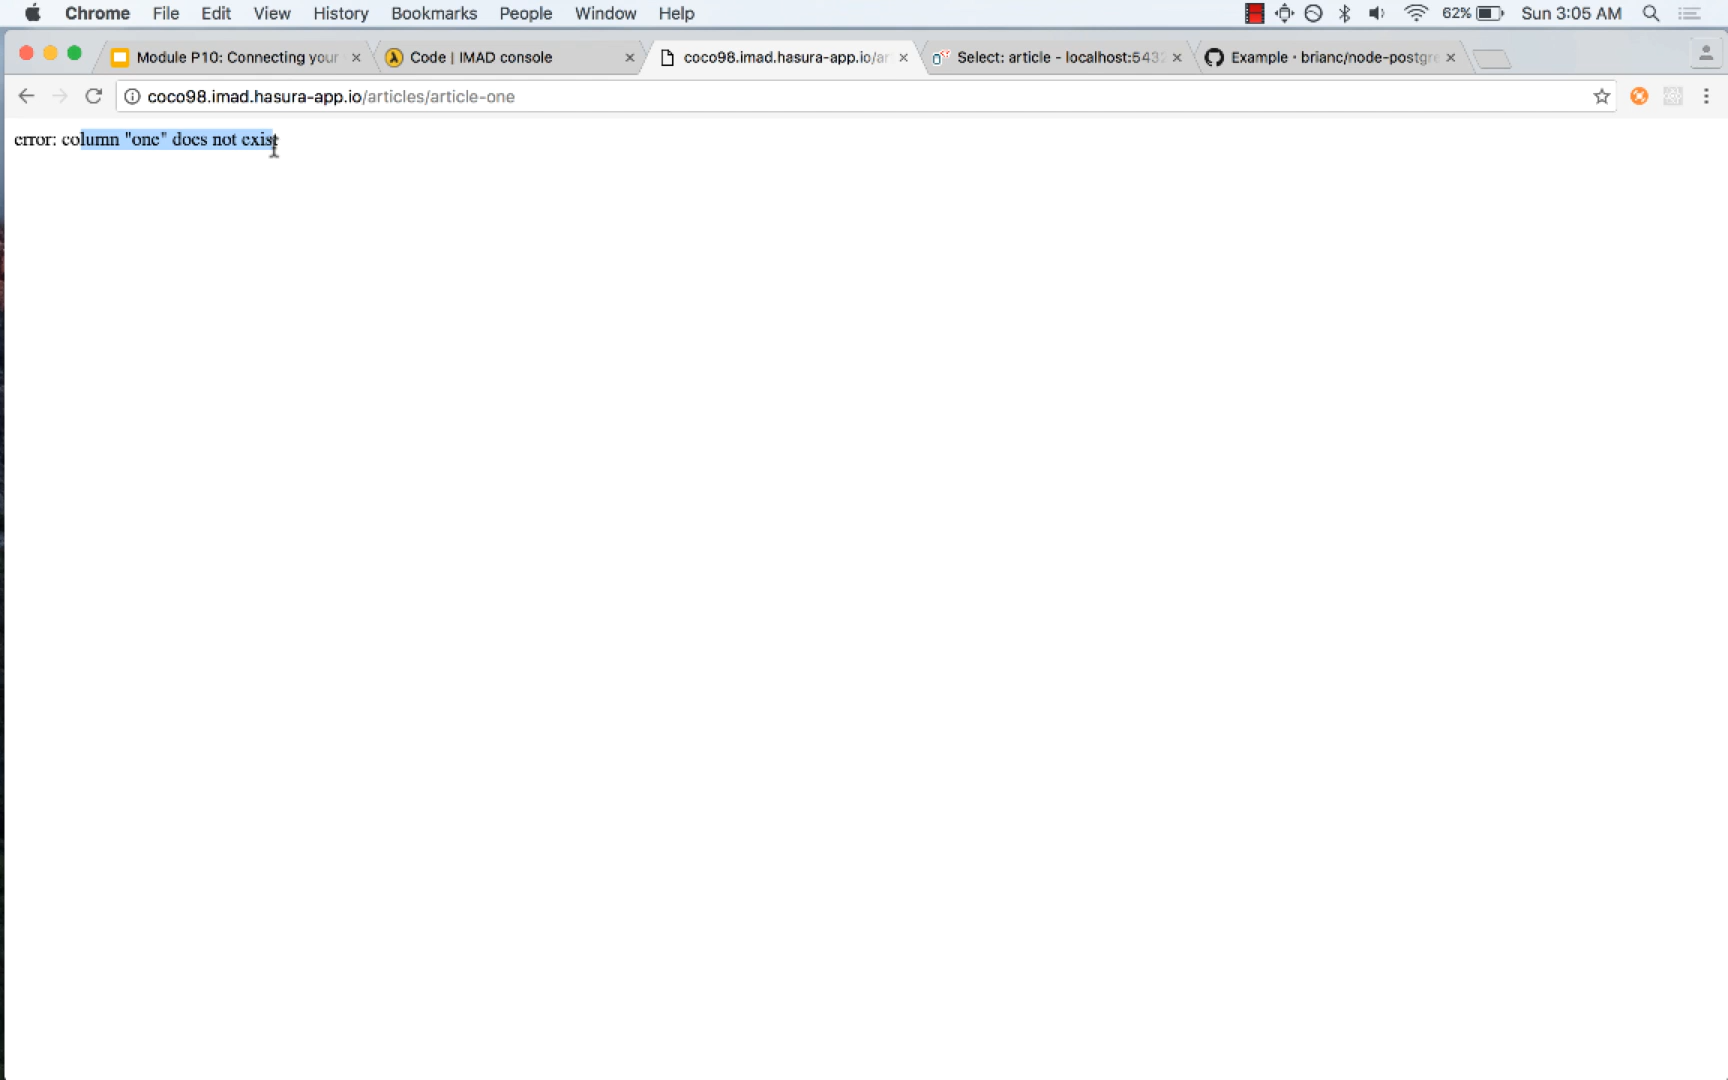 Chrome File Edit View History Bookmarks People Window Help 62% Sun 3:05 AM
Module P10: Connecting your Code | IMAD console coco98.imad.hasura-app.io/ar Select: article - localhost:5432 Example · brianc/node-postgre
coco98.imad.hasura-app.io/articles/article-one
error: column "one" does not exist